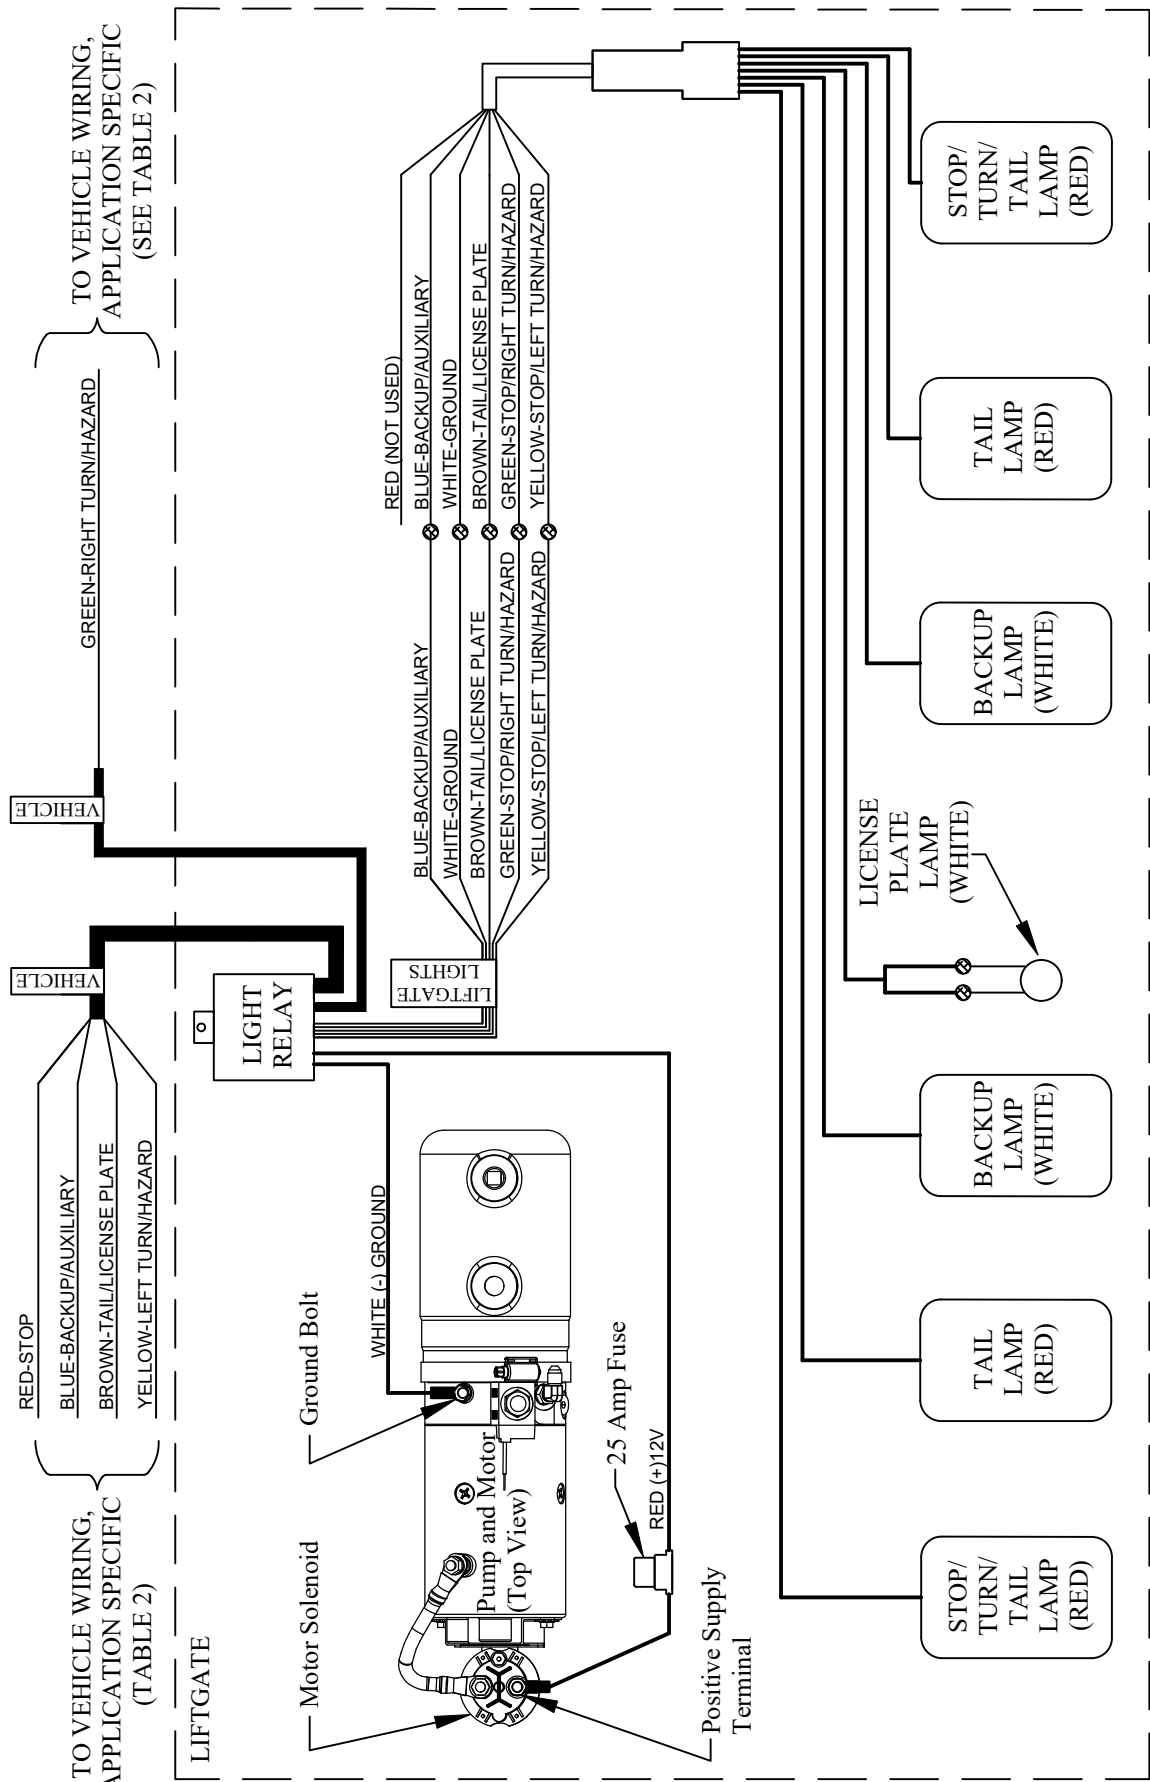 TO VEHICLE WIRING,
APPLICATION SPECIFIC
(TABLE 2)
RED-STOP
BLUE-BACKUP/AUXILIARY
BROWN-TAIL/LICENSE PLATE
YELLOW-LEFT TURN/HAZARD
VEHICLE
VEHICLE
GREEN-RIGHT TURN/HAZARD
TO VEHICLE WIRING,
APPLICATION SPECIFIC
(SEE TABLE 2)
LIFTGATE
LIGHT
RELAY
Motor Solenoid
Ground Bolt
WHITE (-) GROUND
Pump and Motor
(Top View)
25 Amp Fuse
RED (+)12V
Positive Supply
Terminal
LIFTGATE
LIGHTS
BLUE-BACKUP/AUXILIARY
WHITE-GROUND
BROWN-TAIL/LICENSE PLATE
GREEN-STOP/RIGHT TURN/HAZARD
YELLOW-STOP/LEFT TURN/HAZARD
RED (NOT USED)
BLUE-BACKUP/AUXILIARY
WHITE-GROUND
BROWN-TAIL/LICENSE PLATE
GREEN-STOP/RIGHT TURN/HAZARD
YELLOW-STOP/LEFT TURN/HAZARD
STOP/
TURN/
TAIL
LAMP
(RED)
TAIL
LAMP
(RED)
BACKUP
LAMP
(WHITE)
LICENSE
PLATE
LAMP
(WHITE)
BACKUP
LAMP
(WHITE)
TAIL
LAMP
(RED)
STOP/
TURN/
TAIL
LAMP
(RED)